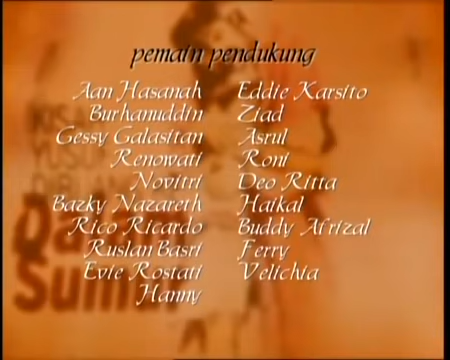 pemain pendukung
Aan Hasanah
Burhanuddin
Gessy Galasitan
Renowati
Novitri
Bazky Nazareth
Rico Ricardo
Ruslan Basri
Evie Rostati
Hanny
Eddie Karsito
Ziad
Asrul
Roni
Deo Ritta
Haikal
Buddy Afrizal
Ferry
Velichia